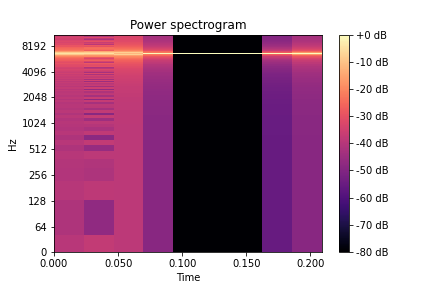 Power spectrogram
8192
4096
2048
1024
512
256
128
64
0
Hz
0.000 0.050 0.100 0.150 0.200
Time
+0 dB
-10 dB
-20 dB
-30 dB
-40 dB
-50 dB
-60 dB
-70 dB
-80 dB